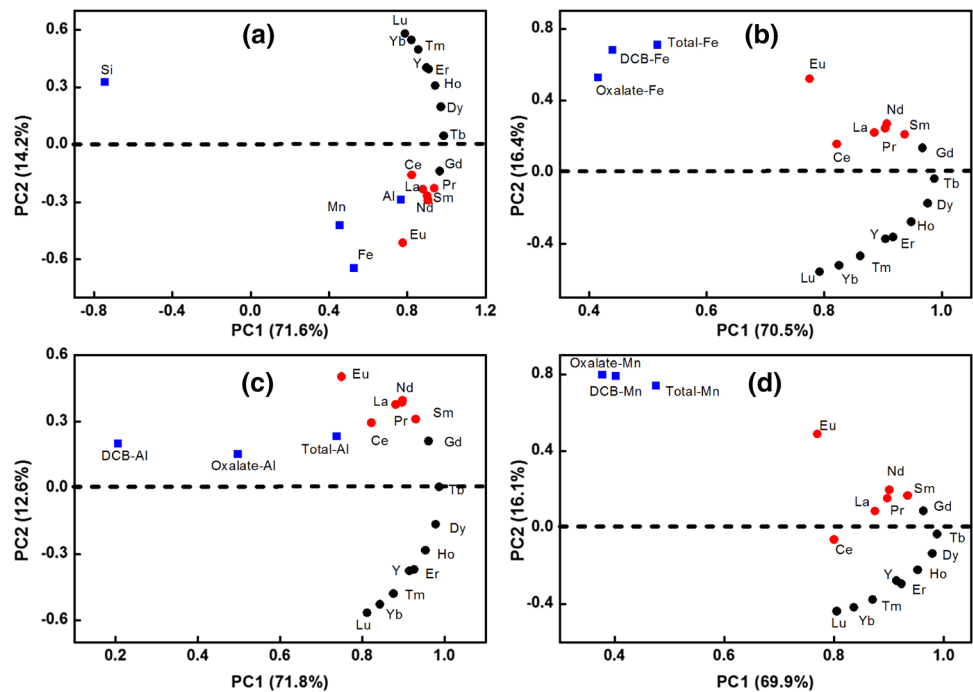 (a)
0.6
0.3
0.0
-0.3
-0.6
PC2 (14.2%)
Si
Lu
Yb
Tm
Y
Er
Ho
Dy
Tb
Gd
Ce
La
Pr
Sm
Nd
Al
Mn
Eu
Fe
-0.8
-0.4
0.0
0.4
0.8
1.2
PC1 (71.6%)
(b)
0.8
0.4
0.0
-0.4
PC2 (16.4%)
Total-Fe
DCB-Fe
Oxalate-Fe
Eu
Nd
La
Sm
Pr
Ce
Gd
Tb
Dy
Ho
Y
Er
Tm
Yb
Lu
0.4
0.6
0.8
1.0
PC1 (70.5%)
(c)
0.6
0.3
0.0
-0.3
-0.6
PC2 (12.6%)
Eu
Nd
La
Sm
Pr
Ce
Gd
Total-Al
DCB-Al
Oxalate-Al
Tb
Dy
Ho
Y
Er
Tm
Yb
Lu
0.2
0.4
0.6
0.8
1.0
PC1 (71.8%)
(d)
0.8
0.4
0.0
-0.4
PC2 (16.1%)
Oxalate-Mn
DCB-Mn
Total-Mn
Eu
Nd
La
Sm
Pr
Gd
Ce
Tb
Dy
Ho
Y
Er
Tm
Yb
Lu
0.4
0.6
0.8
1.0
PC1 (69.9%)